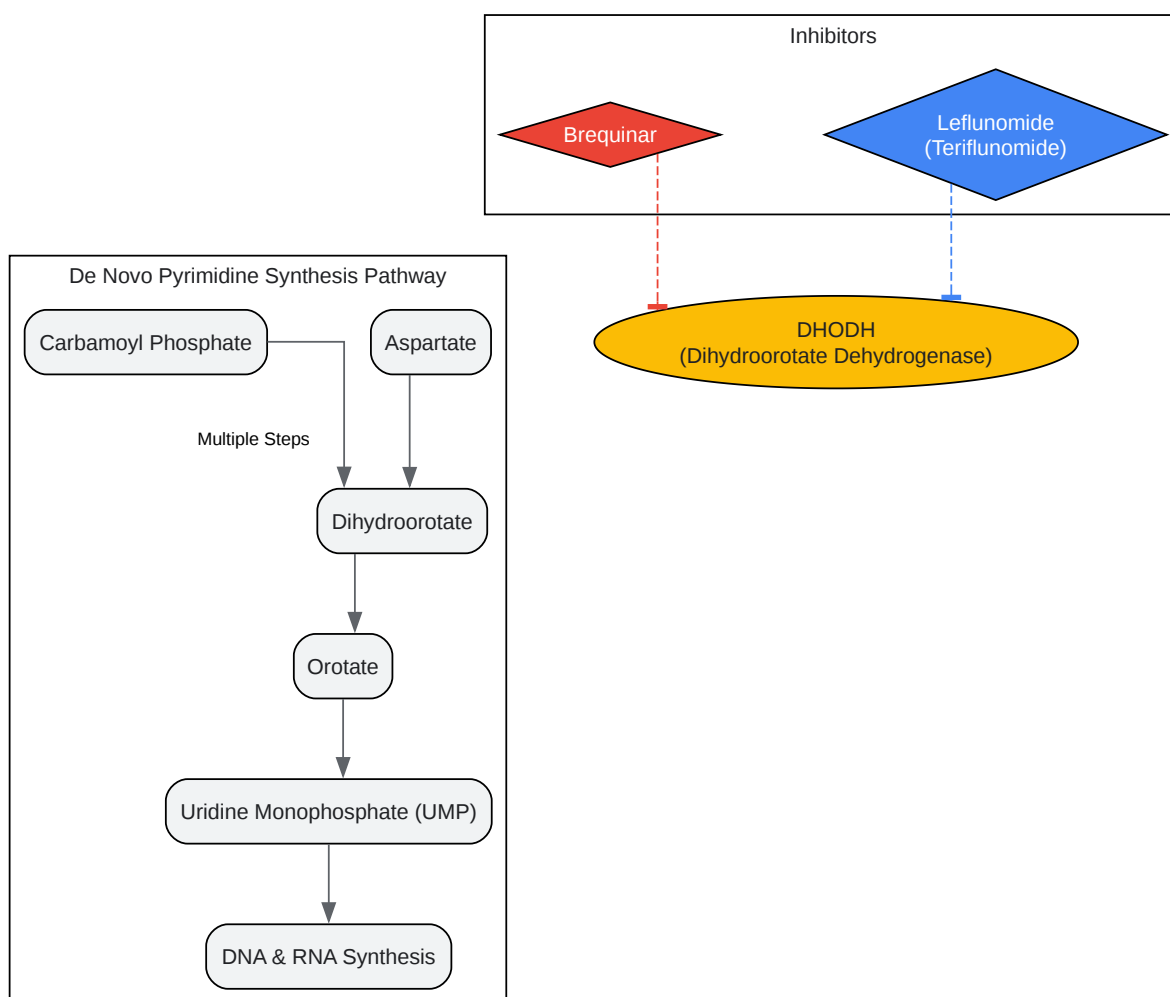 Inhibitors
Brequinar
Leflunomide
(Teriflunomide)
De Novo Pyrimidine Synthesis Pathway
Carbamoyl Phosphate
Aspartate
DHODH
(Dihydroorotate Dehydrogenase)
Multiple Steps
Dihydroorotate
Orotate
Uridine Monophosphate (UMP)
DNA & RNA Synthesis